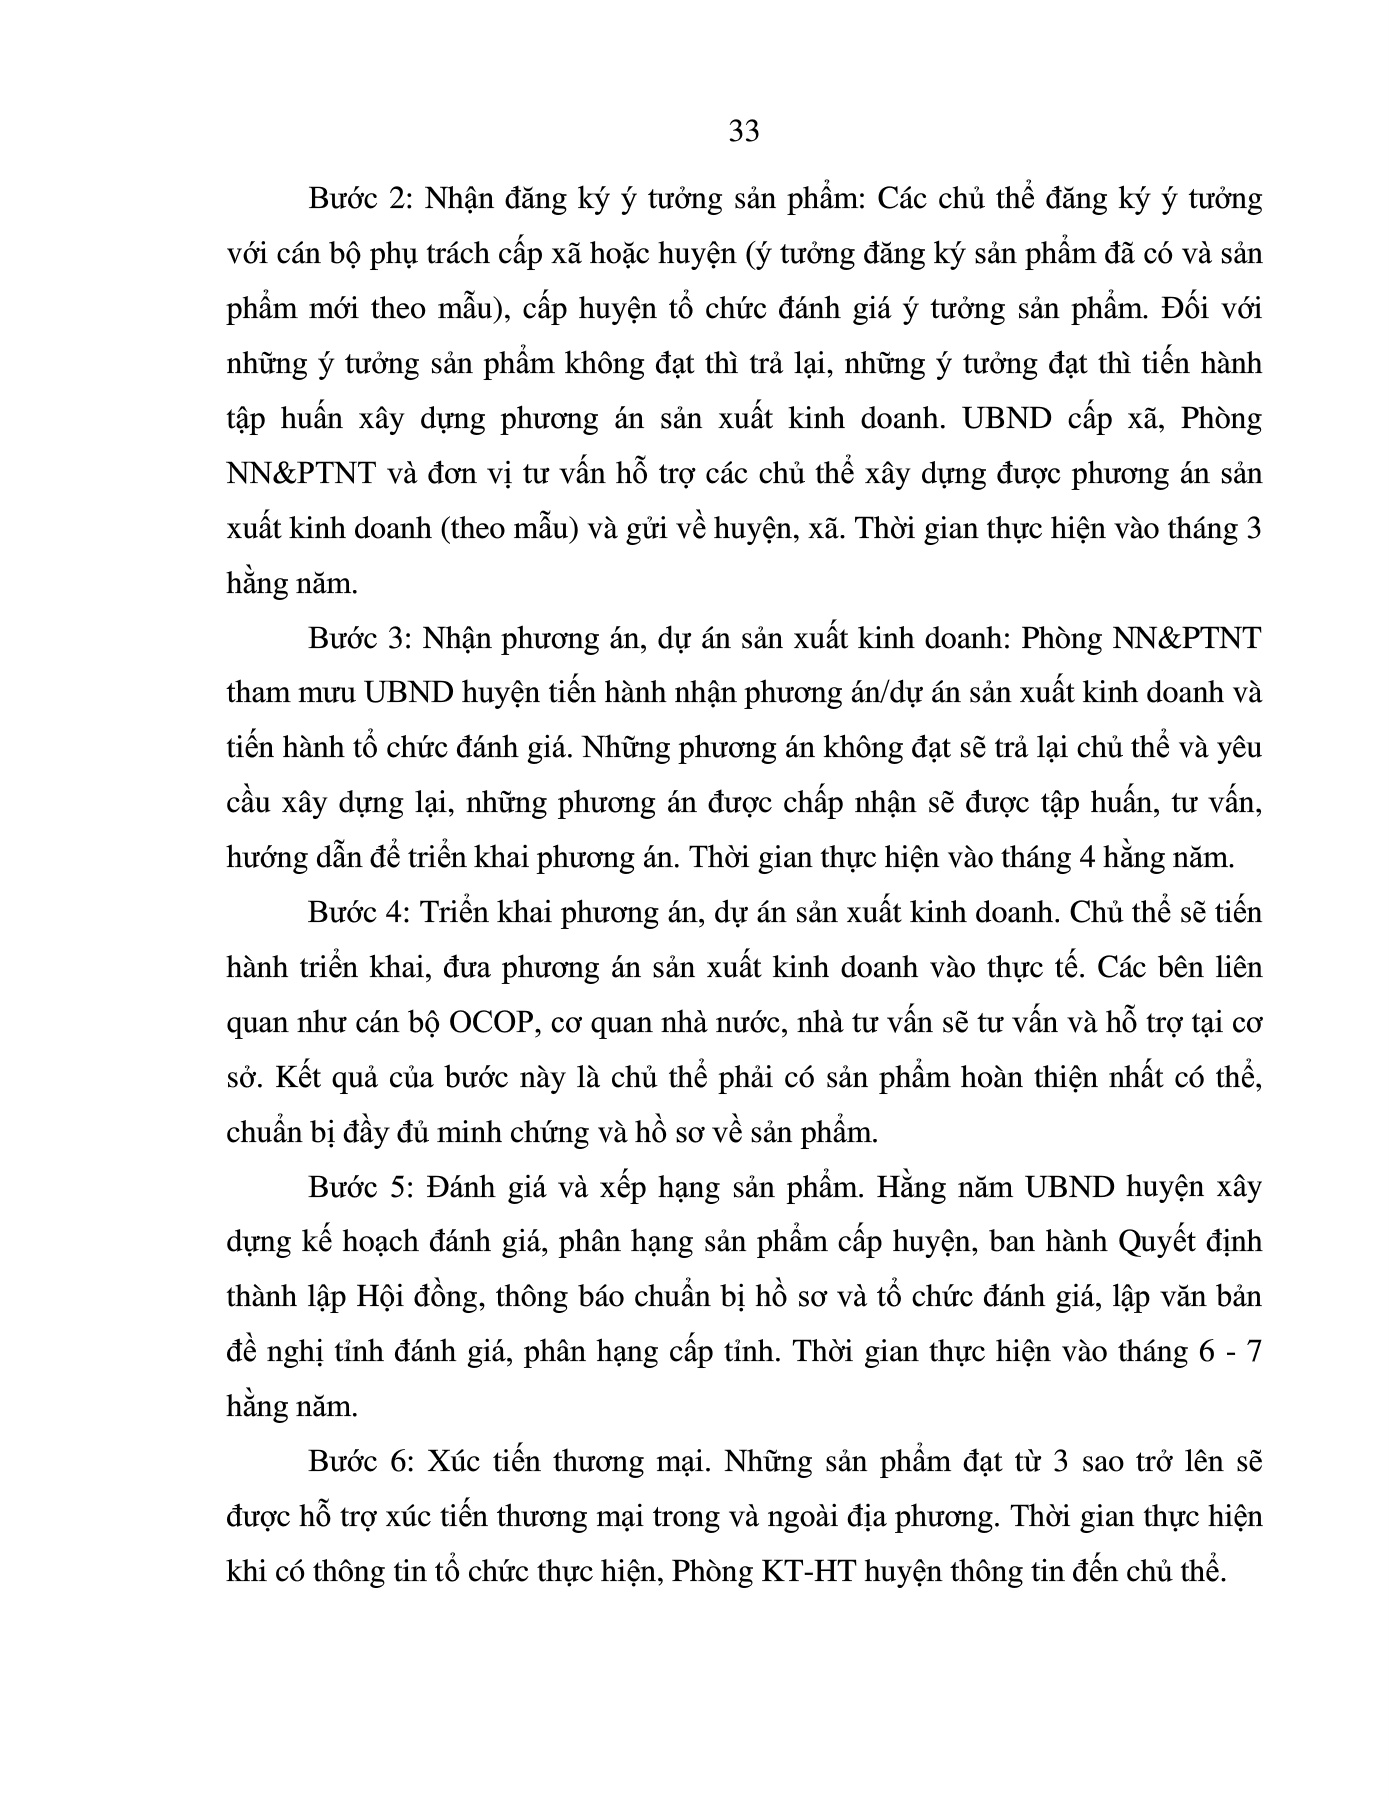 33
Bước 2: Nhận đăng ký ý tưởng sản phẩm: Các chủ thể đăng ký ý tưởng
với cán bộ phụ trách cấp xã hoặc huyện (ý tưởng đăng ký sản phẩm đã có và sản
phẩm mới theo mẫu), cấp huyện tổ chức đánh giá ý tưởng sản phẩm. Đối với
những ý tưởng sản phẩm không đạt thì trả lại, những ý tưởng đạt thì tiến hành
tập huấn xây dựng phương án sản xuất kinh doanh. UBND cấp xã, Phòng
NN&PTNT và đơn vị tư vấn hỗ trợ các chủ thể xây dựng được phương án sản
xuất kinh doanh (theo mẫu) và gửi về huyện, xã. Thời gian thực hiện vào tháng 3
hằng năm.
Bước 3: Nhận phương án, dự án sản xuất kinh doanh: Phòng NN&PTNT
tham mưu UBND huyện tiến hành nhận phương án/dự án sản xuất kinh doanh và
tiến hành tổ chức đánh giá. Những phương án không đạt sẽ trả lại chủ thể và yêu
cầu xây dựng lại, những phương án được chấp nhận sẽ được tập huấn, tư vấn,
hướng dẫn để triển khai phương án. Thời gian thực hiện vào tháng 4 hằng năm.
Bước 4: Triển khai phương án, dự án sản xuất kinh doanh. Chủ thể sẽ tiến
hành triển khai, đưa phương án sản xuất kinh doanh vào thực tế. Các bên liên
quan như cán bộ OCOP, cơ quan nhà nước, nhà tư vấn sẽ tư vấn và hỗ trợ tại cơ
sở. Kết quả của bước này là chủ thể phải có sản phẩm hoàn thiện nhất có thể,
chuẩn bị đầy đủ minh chứng và hồ sơ về sản phẩm.
Bước 5: Đánh giá và xếp hạng sản phẩm. Hằng năm UBND huyện xây
dựng kế hoạch đánh giá, phân hạng sản phẩm cấp huyện, ban hành Quyết định
thành lập Hội đồng, thông báo chuẩn bị hồ sơ và tổ chức đánh giá, lập văn bản
đề nghị tỉnh đánh giá, phân hạng cấp tỉnh. Thời gian thực hiện vào tháng 6 - 7
hằng năm.
Bước 6: Xúc tiến thương mại. Những sản phẩm đạt từ 3 sao trở lên sẽ
được hỗ trợ xúc tiến thương mại trong và ngoài địa phương. Thời gian thực hiện
khi có thông tin tổ chức thực hiện, Phòng KT-HT huyện thông tin đến chủ thể.